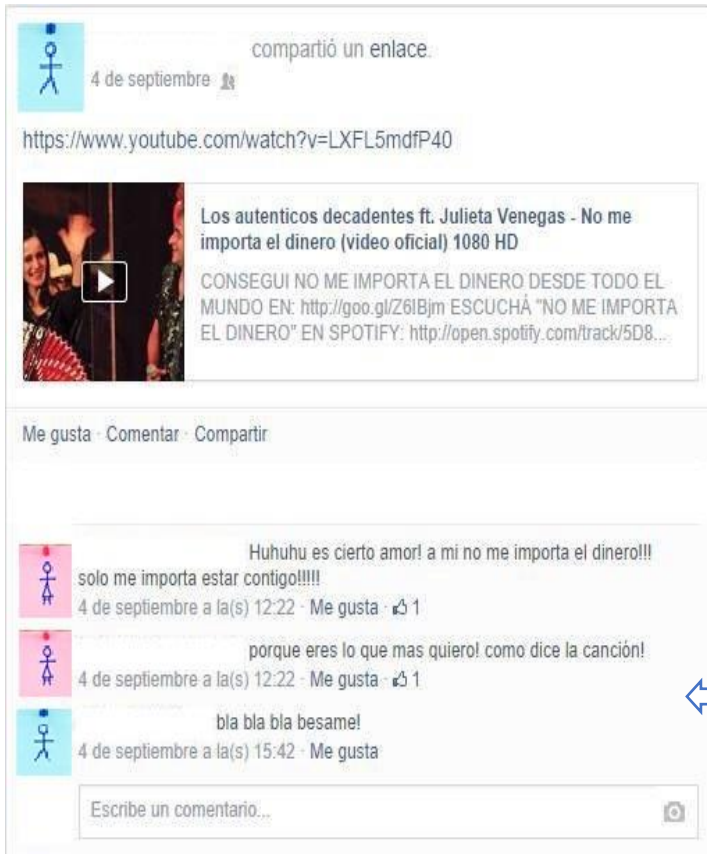 compartió un enlace.
4 de septiembre
https://www.youtube.com/watch?v=LXFL5mdfP40
Los autenticos decadentes ft. Julieta Venegas - No me
importa el dinero (video oficial) 1080 HD
CONSEGUI NO ME IMPORTA EL DINERO DESDE TODO EL
MUNDO EN: http://goo.gl/Z6IBjm ESCUCHÁ "NO ME IMPORTA
EL DINERO" EN SPOTIFY: http://open.spotify.com/track/5D8...
Me gusta · Comentar · Compartir
Huhuhu es cierto amor! a mi no me importa el dinero!!!
solo me importa estar contigo!!!!!
4 de septiembre a la(s) 12:22 · Me gusta · 1
porque eres lo que mas quiero! como dice la canción!
4 de septiembre a la(s) 12:22 · Me gusta · 1
bla bla bla besame!
4 de septiembre a la(s) 15:42 · Me gusta
Escribe un comentario...